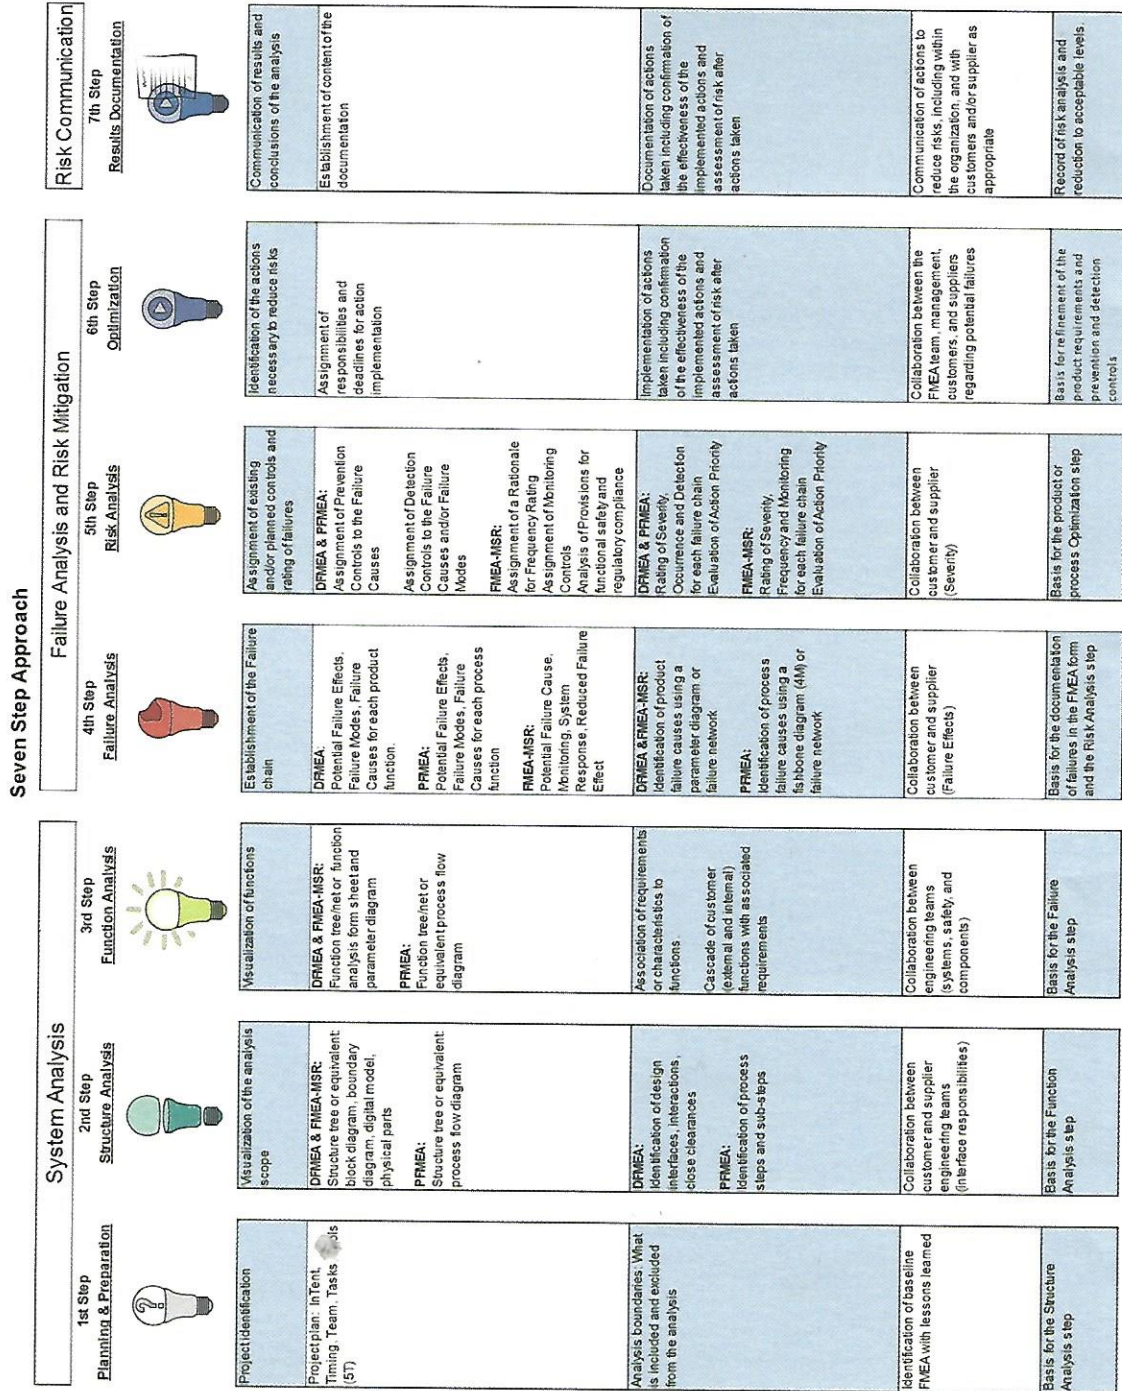 Seven Step Approach
System Analysis
Failure Analysis and Risk Mitigation
Risk Communication
1st Step
Planning & Preparation
?
Project identification
Project plan: InTent,
Timing, Team, Tasks
(5T)
Analysis boundaries: What
is included and excluded
from the analysis
Identification of baseline
FMEA with lessons learned
Basis for the Structure
Analysis step
2nd Step
Structure Analysis
Visualization of the analysis
scope
DFMEA & FMEA-MSR:
Structure tree or equivalent:
block diagram, boundary
diagram, digital model,
physical parts
PFMEA:
Structure tree or equivalent:
process flow diagram
DFMEA:
Identification of design
interfaces, interactions,
close clearances
PFMEA:
Identification of process
steps and sub-steps
Collaboration between
customer and supplier
engineering teams
(interface responsibilities)
Basis for the Function
Analysis step
3rd Step
Function Analysis
Visualization of functions
DFMEA & FMEA-MSR:
Function tree/net or function
analysis form sheet and
parameter diagram
PFMEA:
Function tree/net or
equivalent process flow
diagram
Association of requirements
or characteristics to
functions
Cascade of customer
(external and internal)
functions with associated
requirements
Collaboration between
engineering teams
(systems, safety, and
components)
Basis for the Failure
Analysis step
4th Step
Failure Analysis
Establishment of the Failure
chain
DFMEA:
Potential Failure Effects,
Failure Modes, Failure
Causes for each product
function.
PFMEA:
Potential Failure Effects,
Failure Modes, Failure
Causes for each process
function
FMEA-MSR:
Potential Failure Cause,
Monitoring, System
Response, Reduced Failure
Effect
DFMEA &FMEA-MSR:
Identification of product
failure causes using a
parameter diagram or
failure network
PFMEA:
Identification of process
failure causes using a
fishbone diagram (4M) or
failure network
Collaboration between
customer and supplier
(Failure Effects)
Basis for the documentation
of failures in the FMEA form
and the Risk Analysis step
5th Step
Risk Analysis
Assignment of existing
and/or planned controls and
rating of failures
DFMEA & PFMEA:
Assignment of Prevention
Controls to the Failure
Causes
Assignment of Detection
Controls to the Failure
Causes and/or Failure
Modes
FMEA-MSR:
Assignment of a Rationale
for Frequency Rating
Assignment of Monitoring
Controls
Analysis of Provisions for
functional safety and
regulatory compliance
DFMEA & PFMEA:
Rating of Severity,
Occurrence and Detection
for each failure chain
Evaluation of Action Priority
FMEA-MSR:
Rating of Severity,
Frequency and Monitoring
for each failure chain
Evaluation of Action Priority
Collaboration between
customer and supplier
(Severity)
Basis for the product or
process Optimization step
6th Step
Optimization
Identification of the actions
necessary to reduce risks
Assignment of
responsibilities and
deadlines for action
implementation
Implementation of actions
taken including confirmation
of the effectiveness of the
implemented actions and
assessment of risk after
actions taken
Collaboration between the
FMEA team, management,
customers, and suppliers
regarding potential failures
Basis for refinement of the
product requirements and
prevention and detection
controls
7th Step
Results Documentation
Communication of results and
conclusions of the analysis
Establishment of content of the
documentation
Documentation of actions
taken including confirmation of
the effectiveness of the
implemented actions and
assessment of risk after
actions taken
Communication of actions to
reduce risks, including within
the organization, and with
customers and/or supplier as
appropriate
Record of risk analysis and
reduction to acceptable levels.